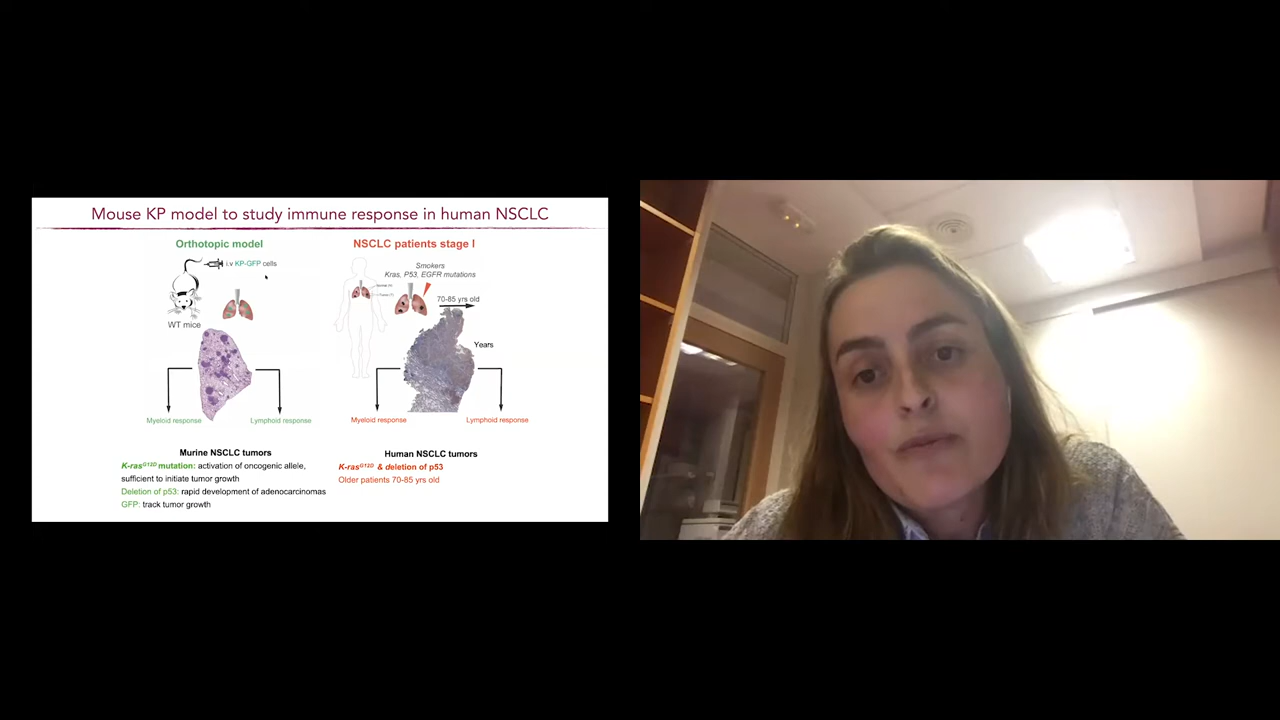 Mouse KP model to study immune response in human NSCLC
Orthotopic model
i.v KP-GFP cells
WT mice
Myeloid response
Lymphoid response
Murine NSCLC tumors
K-rasG12D mutation: activation of oncogenic allele,
sufficient to initiate tumor growth
Deletion of p53: rapid development of adenocarcinomas
GFP: track tumor growth
NSCLC patients stage I
Smokers
Kras, P53, EGFR mutations
70-85 yrs old
Years
Myeloid response
Lymphoid response
Human NSCLC tumors
K-rasG12D & deletion of p53
Older patients 70-85 yrs old